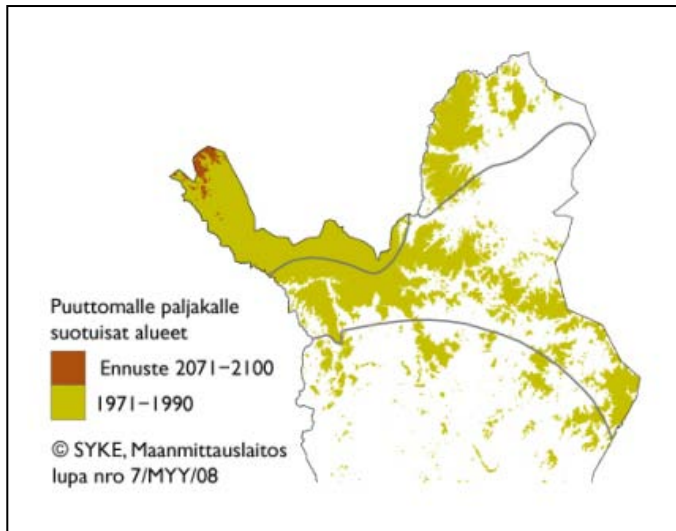 Puuttomalle paljakalle
suotuisat alueet
Ennuste 2071–2100
1971–1990
© SYKE, Maanmittauslaitos
lupa nro 7/MYY/08